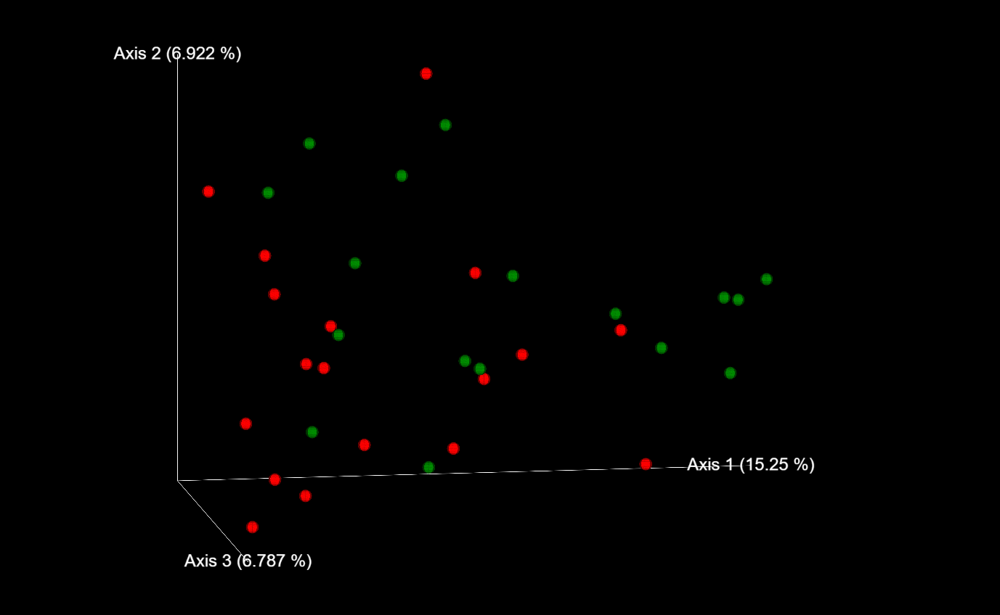 Axis 2 (6.922 %)
Axis 1 (15.25 %)
Axis 3 (6.787 %)